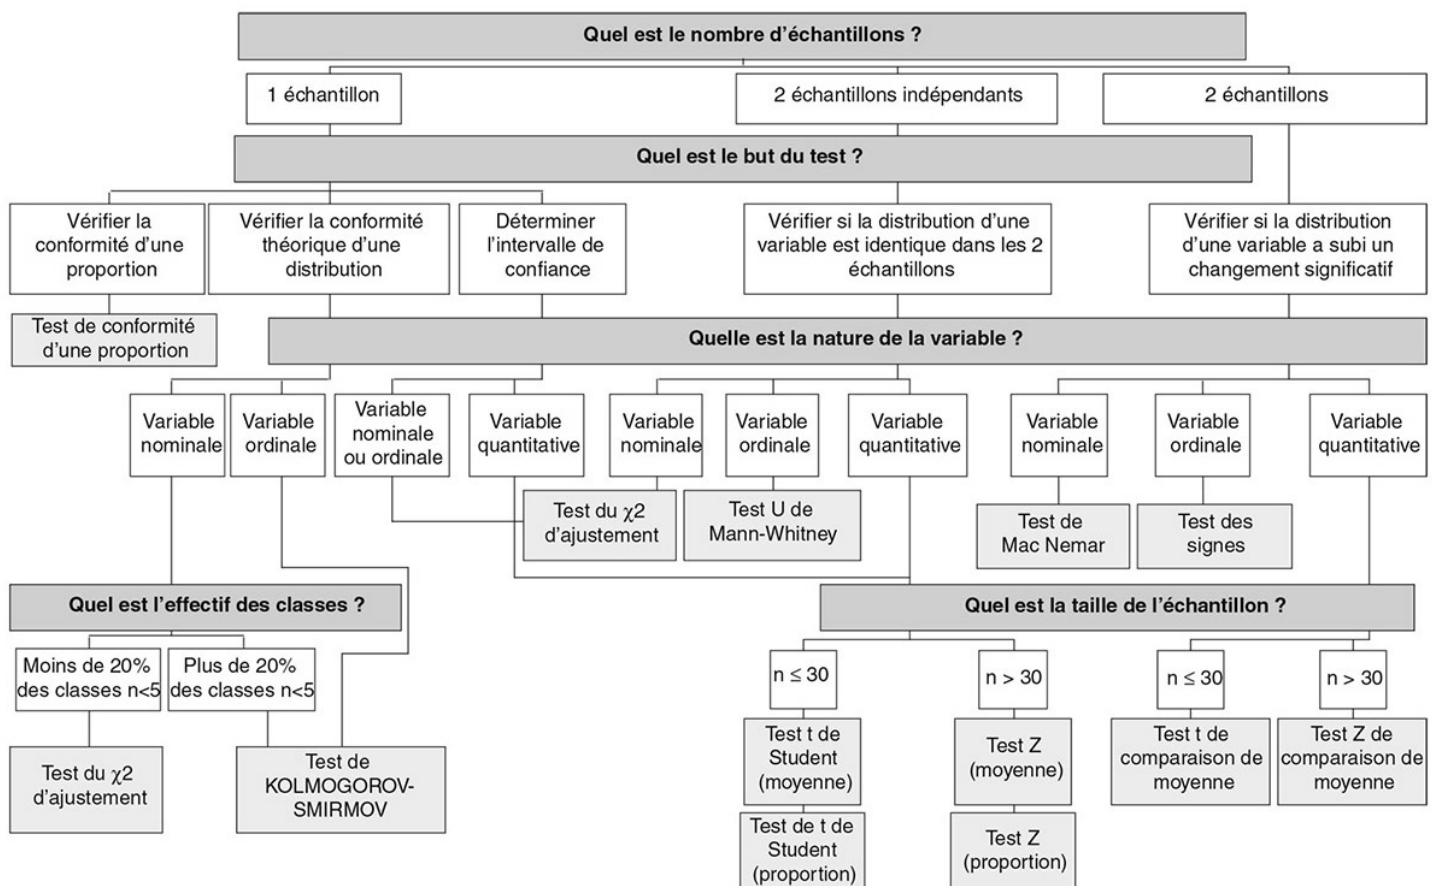 Quel est le nombre d’échantillons ?
1 échantillon
2 échantillons indépendants
2 échantillons
Quel est le but du test ?
Vérifier la
conformité d’une
proportion
Vérifier la conformité
théorique d’une
distribution
Déterminer
l’intervalle de
confiance
Vérifier si la distribution d’une
variable est identique dans les 2
échantillons
Vérifier si la distribution
d’une variable a subi un
changement significatif
Test de conformité
d’une proportion
Quelle est la nature de la variable ?
Variable
nominale
Variable
ordinale
Variable
nominale
ou ordinale
Variable
quantitative
Variable
nominale
Variable
ordinale
Variable
quantitative
Variable
nominale
Variable
ordinale
Variable
quantitative
Test du χ2
d’ajustement
Test U de
Mann-Whitney
Test de
Mac Nemar
Test des
signes
Quel est l’effectif des classes ?
Quel est la taille de l’échantillon ?
Moins de 20%
des classes n<5
Plus de 20%
des classes n<5
n ≤ 30
n > 30
n ≤ 30
n > 30
Test du χ2
d’ajustement
Test de
KOLMOGOROV-
SMIRMOV
Test t de
Student
(moyenne)
Test Z
(moyenne)
Test t de
comparaison de
moyenne
Test Z de
comparaison de
moyenne
Test de t de
Student
(proportion)
Test Z
(proportion)